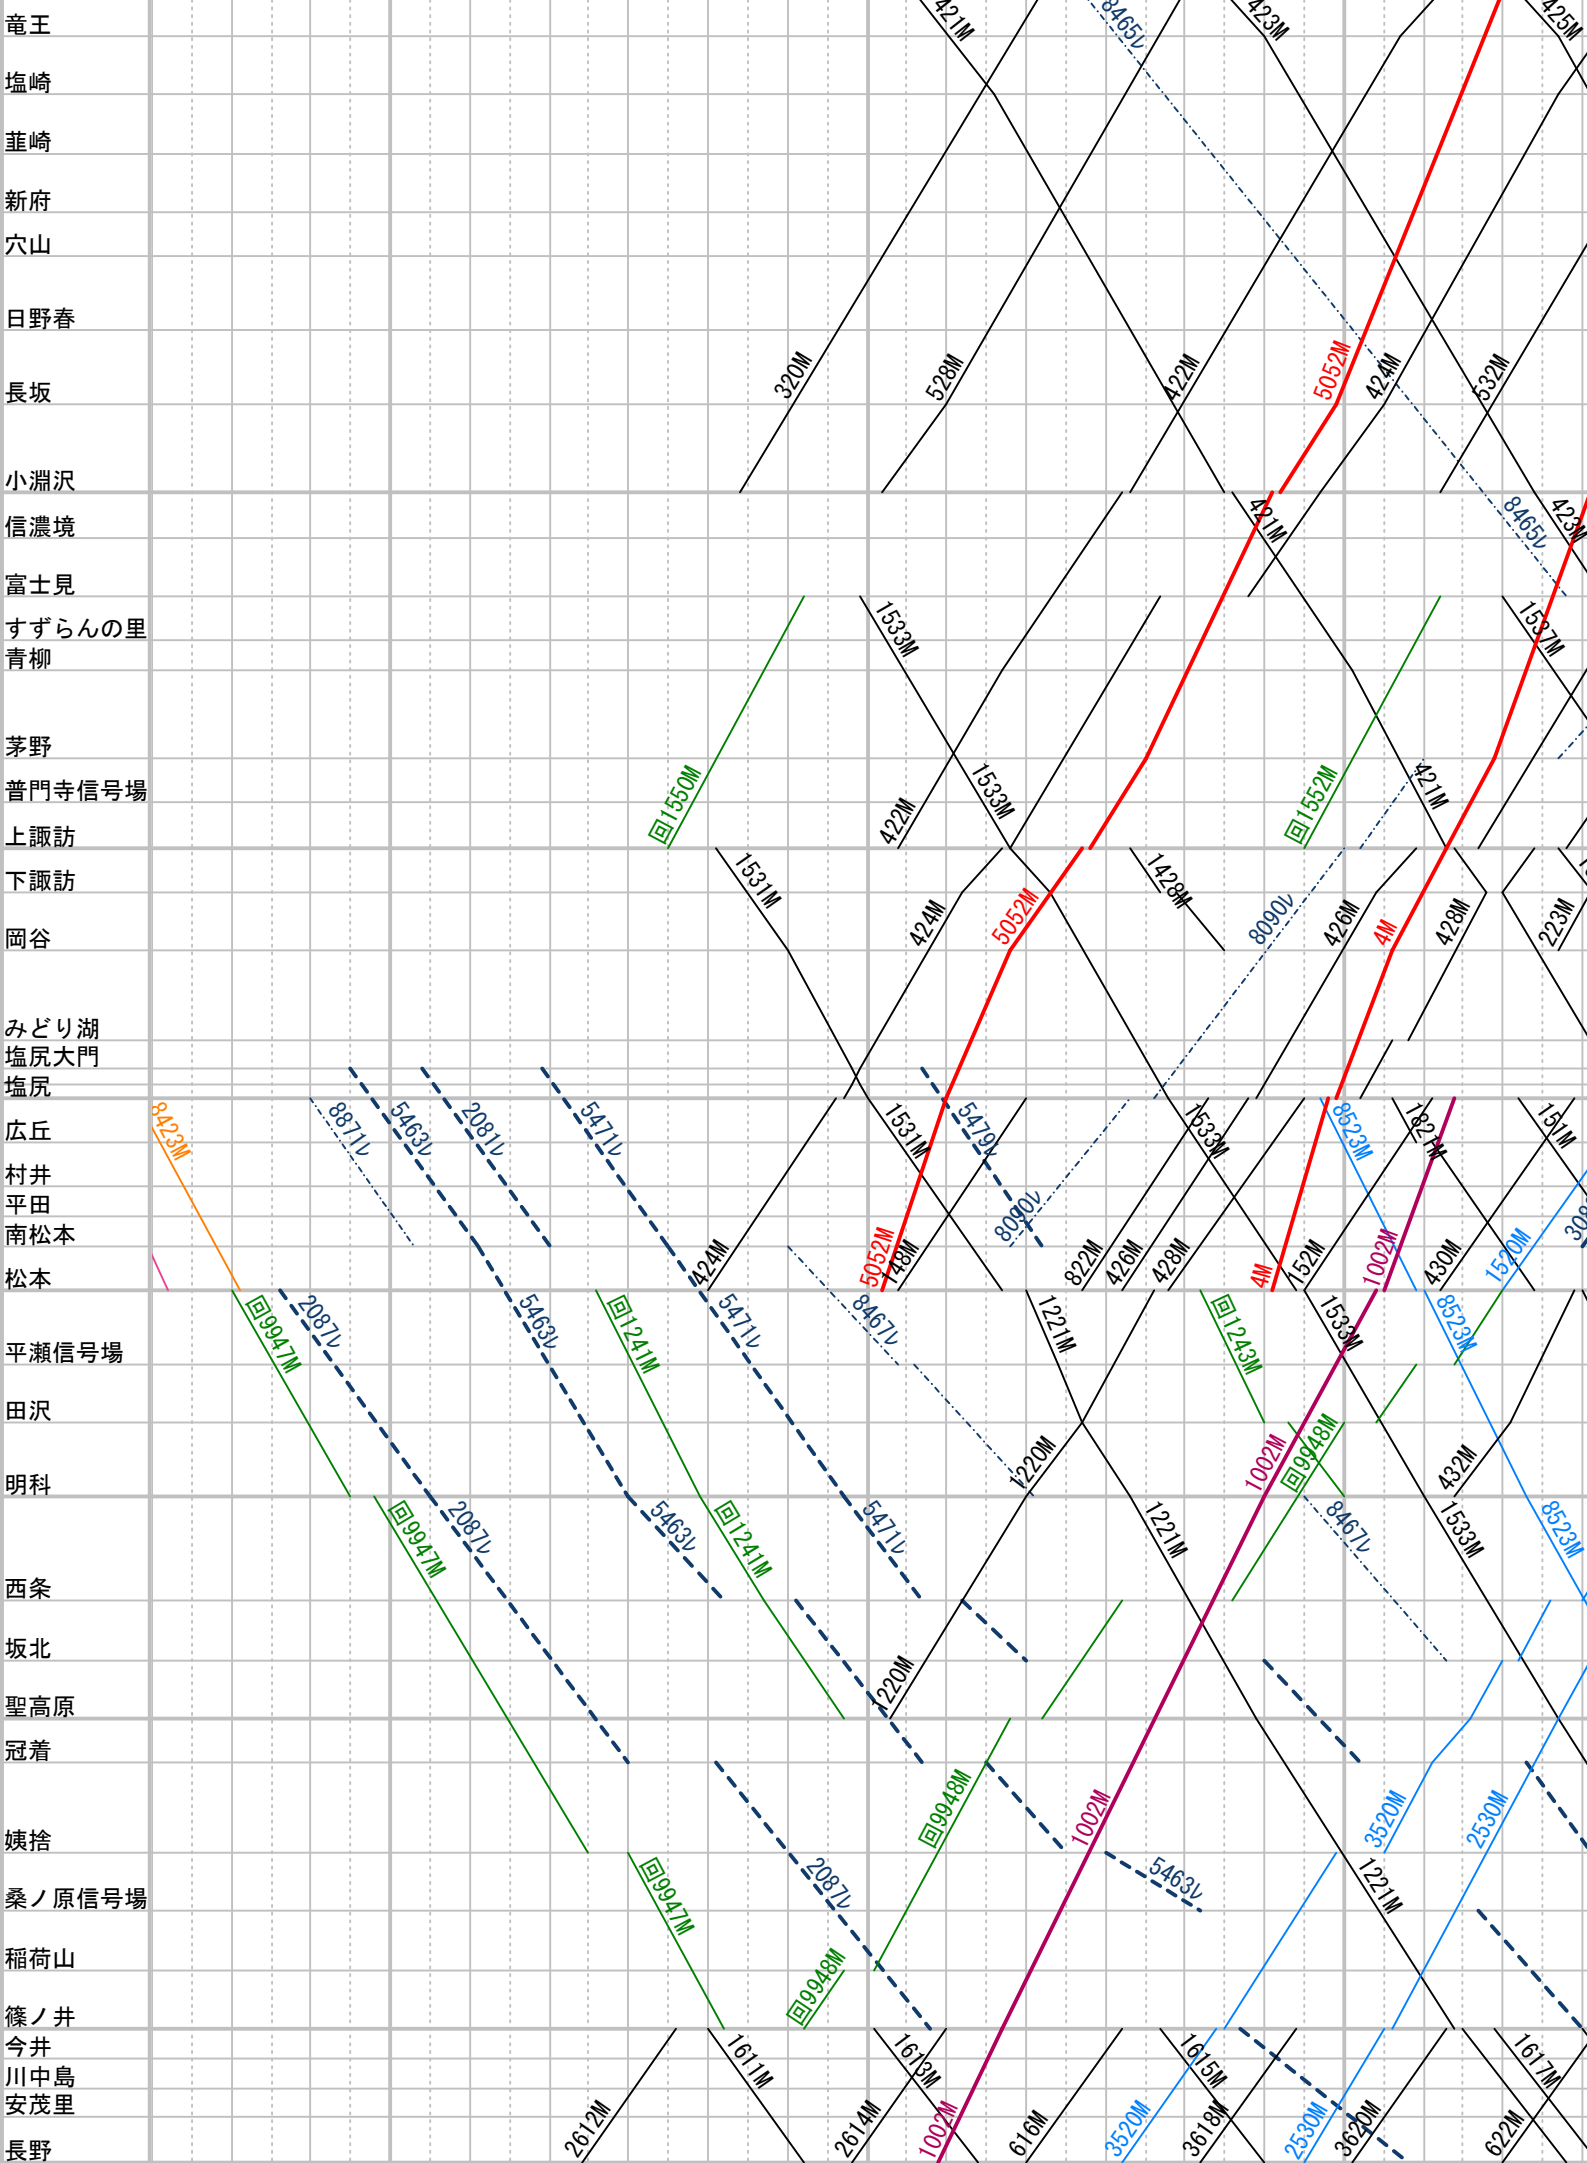 竜王
421M
8465ﾚ
423M
425M
塩崎
韮崎
新府
穴山
日野春
長坂
320M
528M
422M
5052M
424M
532M
小淵沢
信濃境
421M
8465ﾚ
423M
富士見
すずらんの里
1533M
1537M
青柳
茅野
普門寺信号場
回1550M
422M
1533M
回1552M
421M
上諏訪
下諏訪
1531M
424M
5052M
1428M
8090ﾚ
426M
4M
428M
223M
岡谷
みどり湖
塩尻大門
塩尻
広丘
8423M
8871ﾚ
5463ﾚ
2081ﾚ
5471ﾚ
1531M
5479ﾚ
1533M
8523M
1821M
151M
村井
平田
南松本
8090ﾚ
松本
424M
5052M
148M
822M
426M
428M
4M
152M
1002M
430M
1520M
平瀬信号場
回9947M
2087ﾚ
5463ﾚ
回1241M
5471ﾚ
8467ﾚ
1221M
回1243M
1533M
8523M
田沢
明科
1220M
1002M
回9948M
432M
回9947M
2087ﾚ
5463ﾚ
回1241M
5471ﾚ
1221M
8467ﾚ
1533M
8523M
西条
坂北
聖高原
1220M
冠着
姨捨
回9948M
1002M
3520M
2530M
桑ノ原信号場
回9947M
2087ﾚ
5463ﾚ
1221M
稲荷山
篠ノ井
回9948M
今井
川中島
1611M
1613M
1615M
1617M
安茂里
長野
2612M
2614M
1002M
616M
3520M
3618M
2530M
3620M
622M